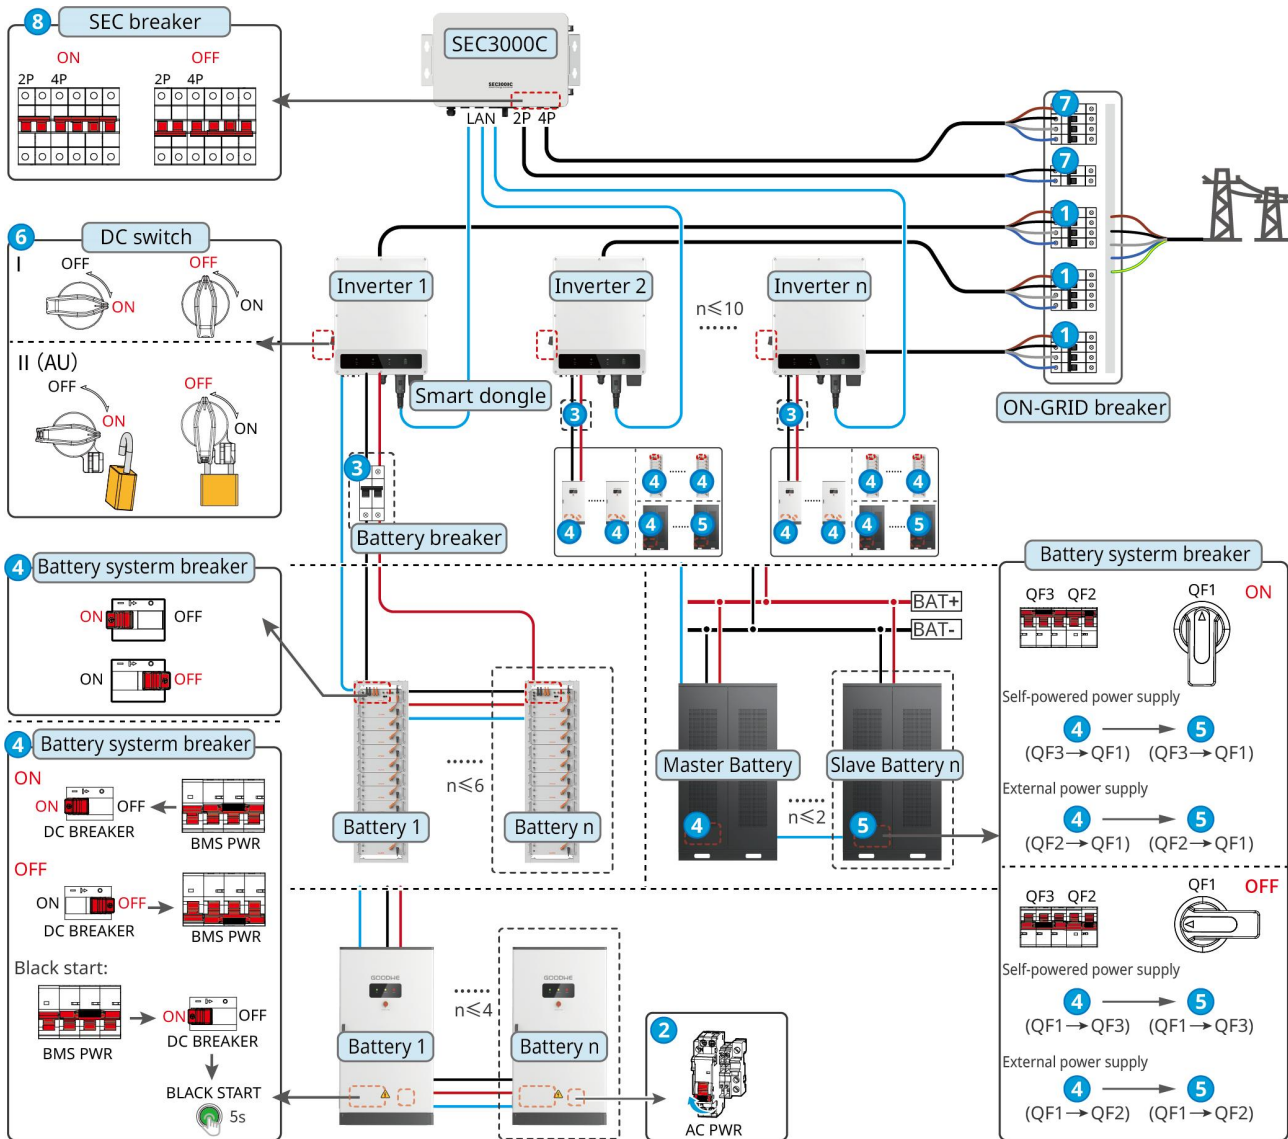 8 SEC breaker
ON OFF
2P 4P 2P 4P
SEC3000C
SEC3000C
LAN 2P 4P
7
7
1
1
1
ON-GRID breaker
6 DC switch
I
OFF ON OFF ON
II (AU)
OFF ON OFF ON
Inverter 1
Inverter 2
n≤10
......
Inverter n
Smart dongle
3
3
3
Battery breaker
4 4
4 ...... 4 4 ...... 5
4 4
4 ...... 4 4 ...... 5
4 Battery systerm breaker
ON OFF
ON OFF
Battery 1
......
n≤6
Battery n
BAT+
BAT-
Master Battery
Slave Battery n
......
n≤2
4
5
4 Battery systerm breaker
ON
ON OFF
DC BREAKER
BMS PWR
OFF
ON OFF
DC BREAKER
BMS PWR
Black start:
BMS PWR
ON OFF
DC BREAKER
BLACK START
5s
GOODWE
Battery 1
......
n≤4
GOODWE
Battery n
2
AC PWR
Battery systerm breaker
QF3 QF2 QF1 ON
Self-powered power supply
4 5
(QF3→QF1) (QF3→QF1)
External power supply
4 5
(QF2→QF1) (QF2→QF1)
QF3 QF2 QF1 OFF
Self-powered power supply
4 5
(QF1→QF3) (QF1→QF3)
External power supply
4 5
(QF1→QF2) (QF1→QF2)